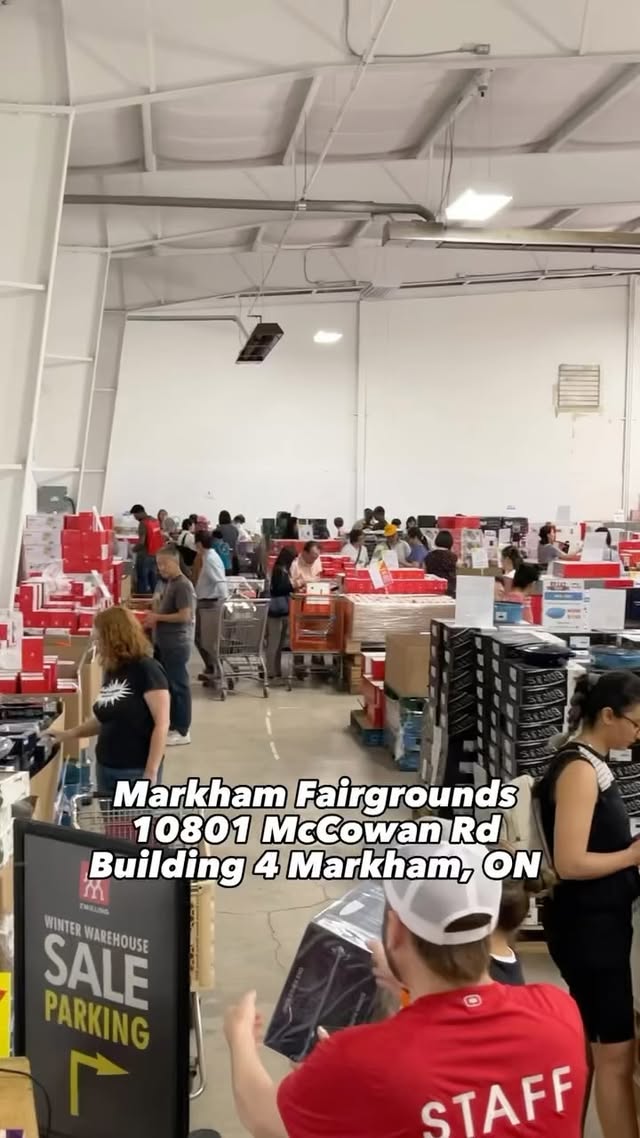 Markham Fairgrounds
10801 McCowan Rd
Building 4 Markham, ON
ZWILLING
WINTER WAREHOUSE
SALE
PARKING
STAFF